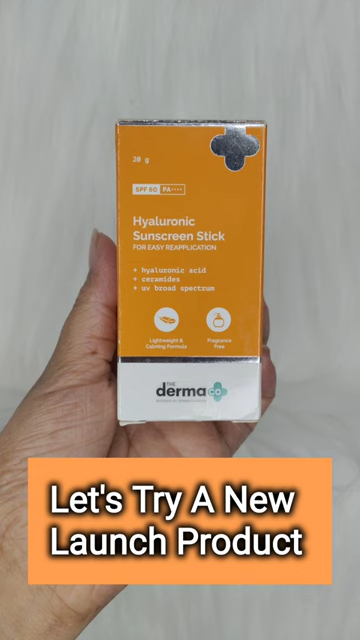 20 g
SPF 60 PA++++
Hyaluronic
Sunscreen Stick
FOR EASY REAPPLICATION
+ hyaluronic acid
+ ceramides
+ uv broad spectrum
Lightweight &
Calming Formula
Fragrance
Free
THE
derma co
Let's Try A New
Launch Product